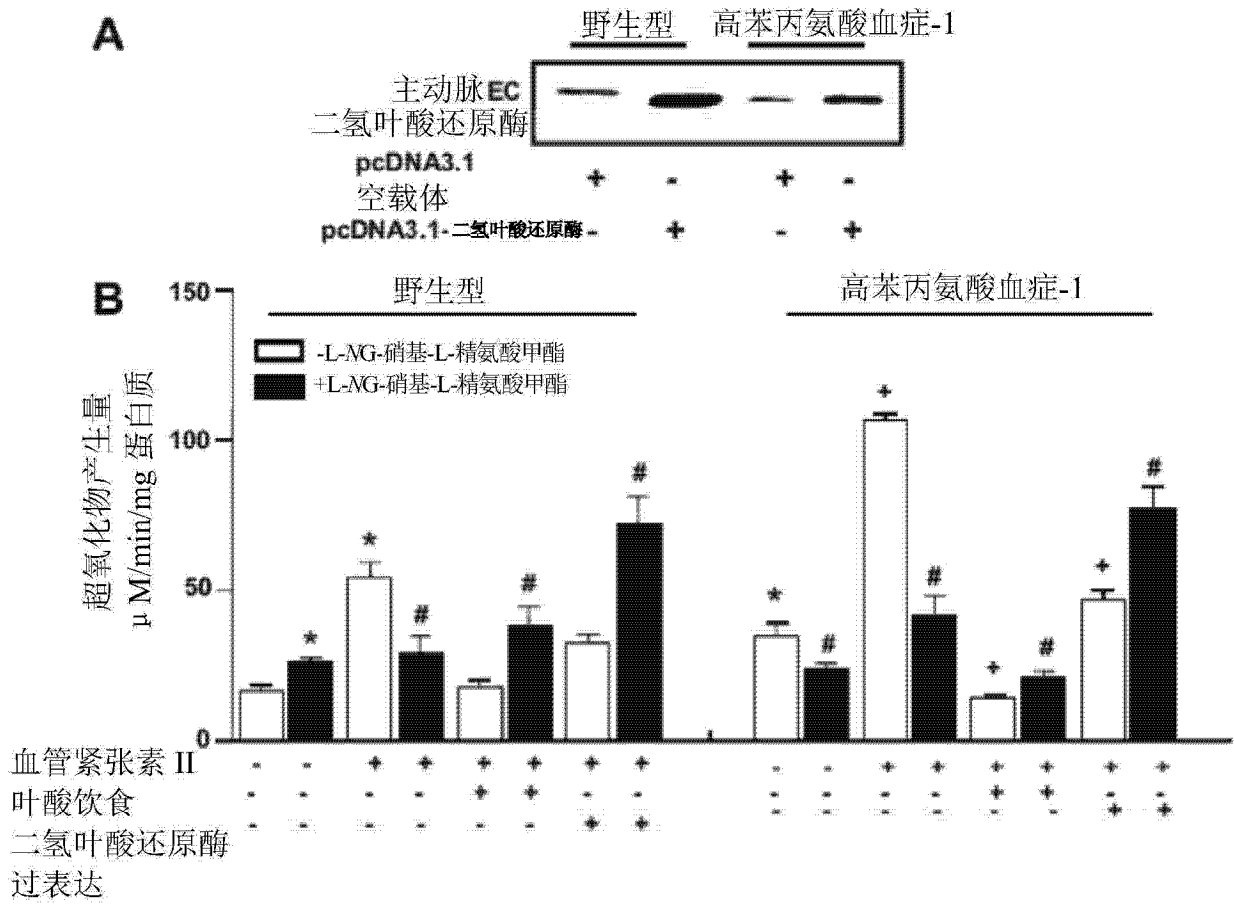 A
野生型 高苯丙氨酸血症-1
主动脉EC
二氢叶酸还原酶
pcDNA3.1 + - + -
空载体
pcDNA3.1-二氢叶酸还原酶 - + - +
B
150
野生型
高苯丙氨酸血症-1
-L-NG-硝基-L-精氨酸甲酯
+L-NG-硝基-L-精氨酸甲酯
超氧化物产生量
μM/min/mg 蛋白质
100
50
0
* * # # # * # + # + # + #
血管紧张素 II - - + + + + + + - - + + + + + +
叶酸饮食 - - - - + + - - - - - - + + - -
二氢叶酸还原酶 - - - - - - + + - - - - - - + +
过表达